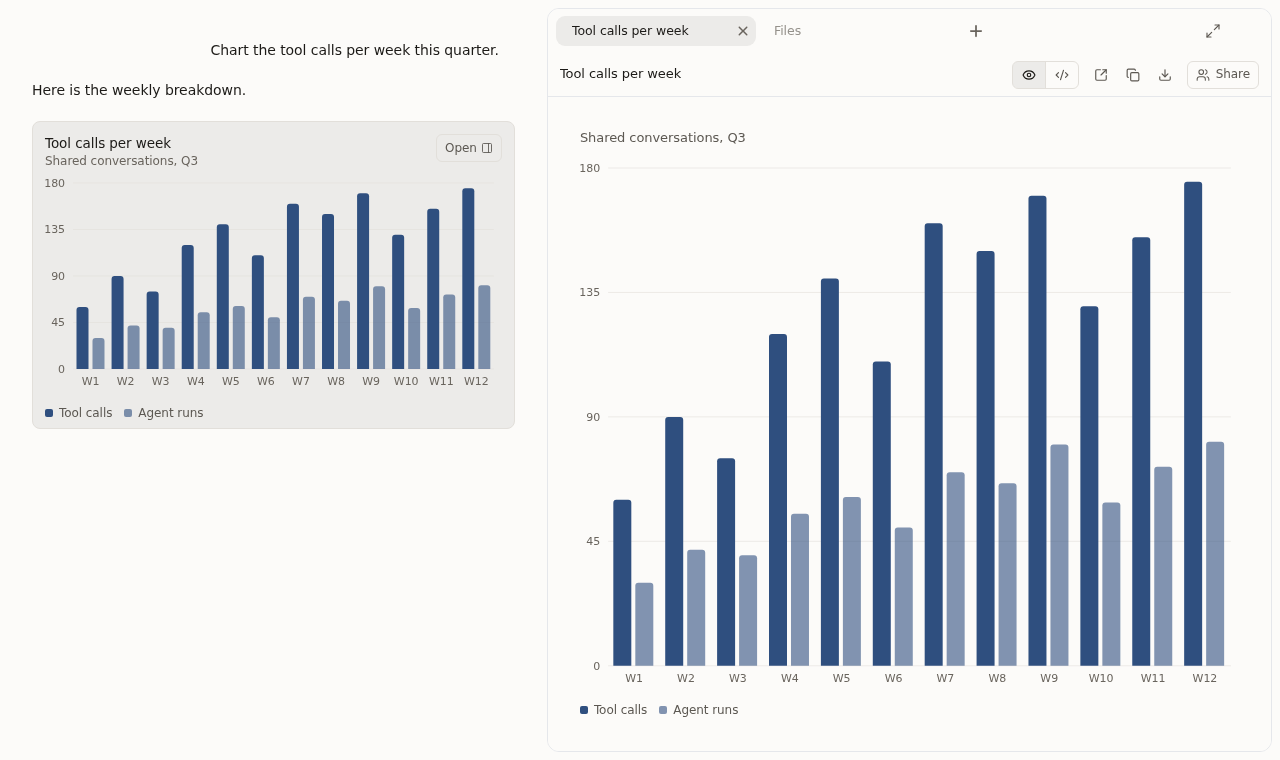 Chart the tool calls per week this quarter.
Here is the weekly breakdown.
Tool calls per week
Shared conversations, Q3
Open
180
135
90
45
0
W1 W2 W3 W4 W5 W6 W7 W8 W9 W10 W11 W12
Tool calls Agent runs
Tool calls per week Files
Tool calls per week
Share
Shared conversations, Q3
180
135
90
45
0
W1 W2 W3 W4 W5 W6 W7 W8 W9 W10 W11 W12
Tool calls Agent runs